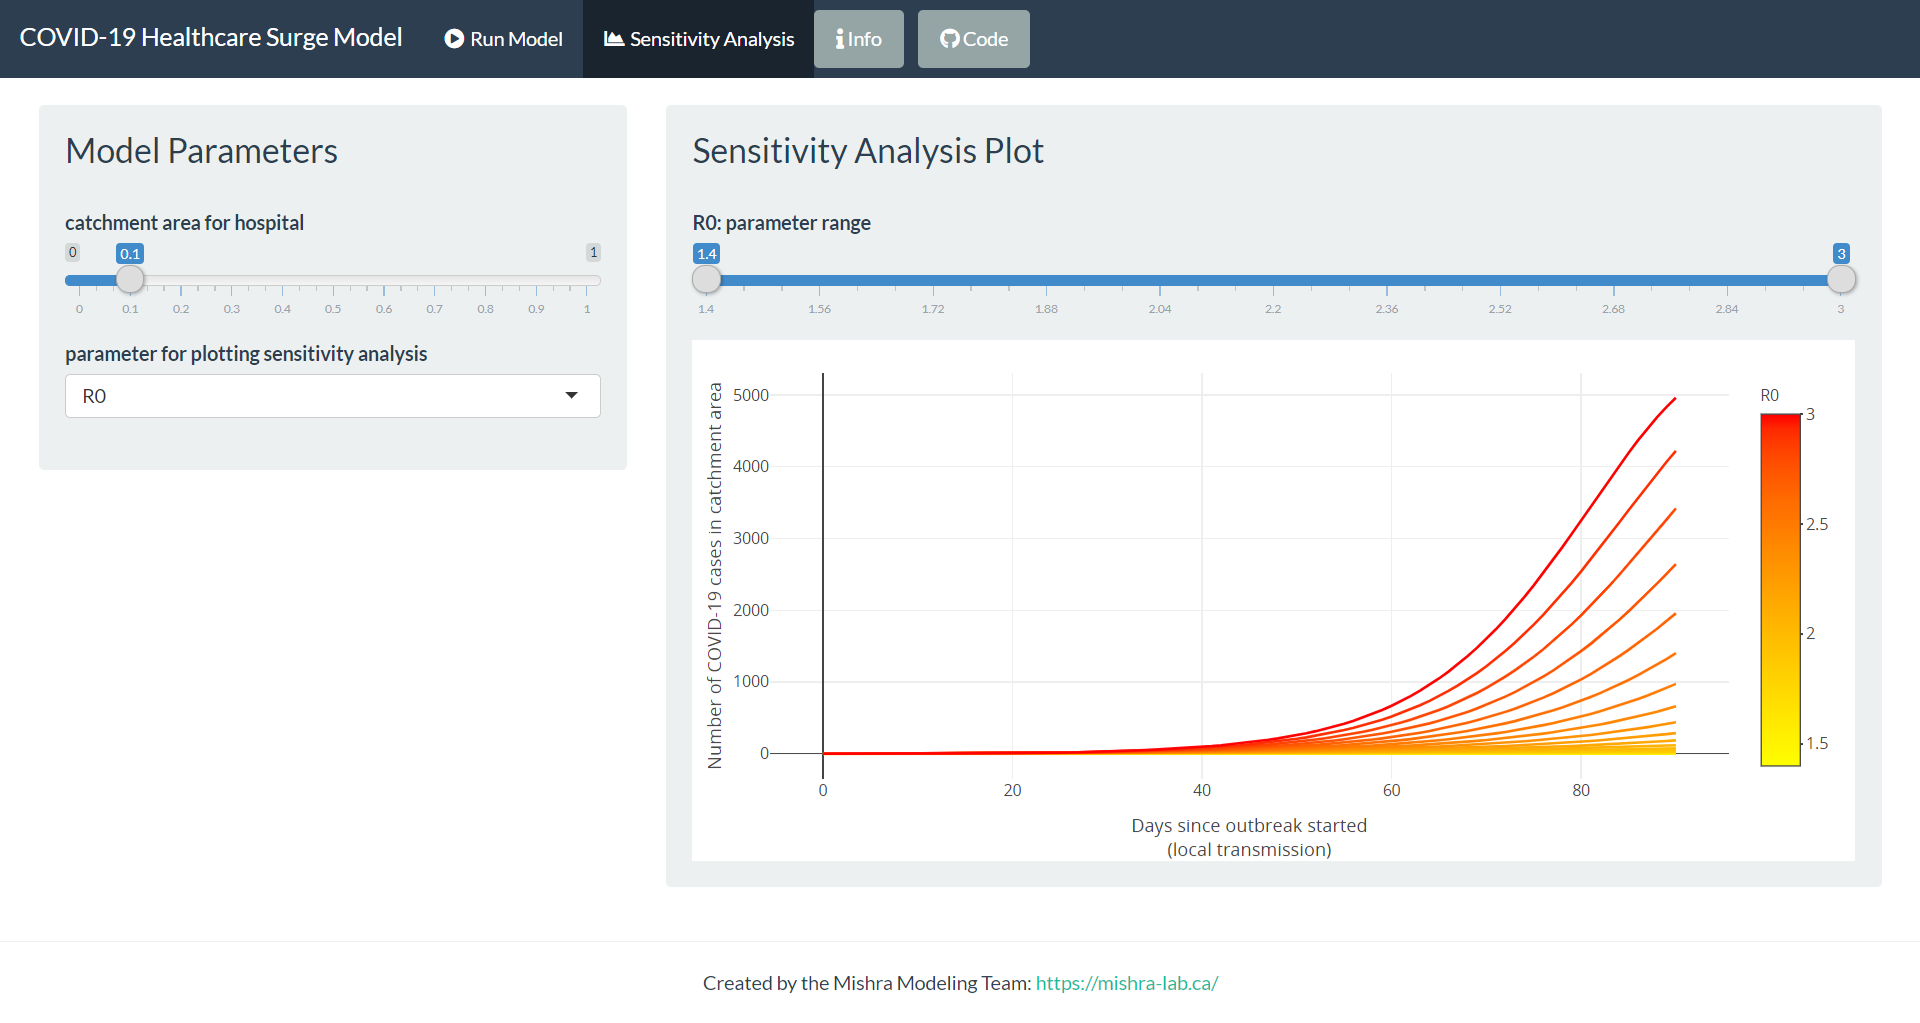 COVID-19 Healthcare Surge Model
Run Model
Sensitivity Analysis
Info
Code
Model Parameters
catchment area for hospital
0
0.1
1
0 0.1 0.2 0.3 0.4 0.5 0.6 0.7 0.8 0.9 1
parameter for plotting sensitivity analysis
R0
Sensitivity Analysis Plot
R0: parameter range
1.4
3
1.4 1.56 1.72 1.88 2.04 2.2 2.36 2.52 2.68 2.84 3
Number of COVID-19 cases in catchment area
5000
4000
3000
2000
1000
0
0 20 40 60 80
Days since outbreak started
(local transmission)
R0
3
2.5
2
1.5
Created by the Mishra Modeling Team: https://mishra-lab.ca/